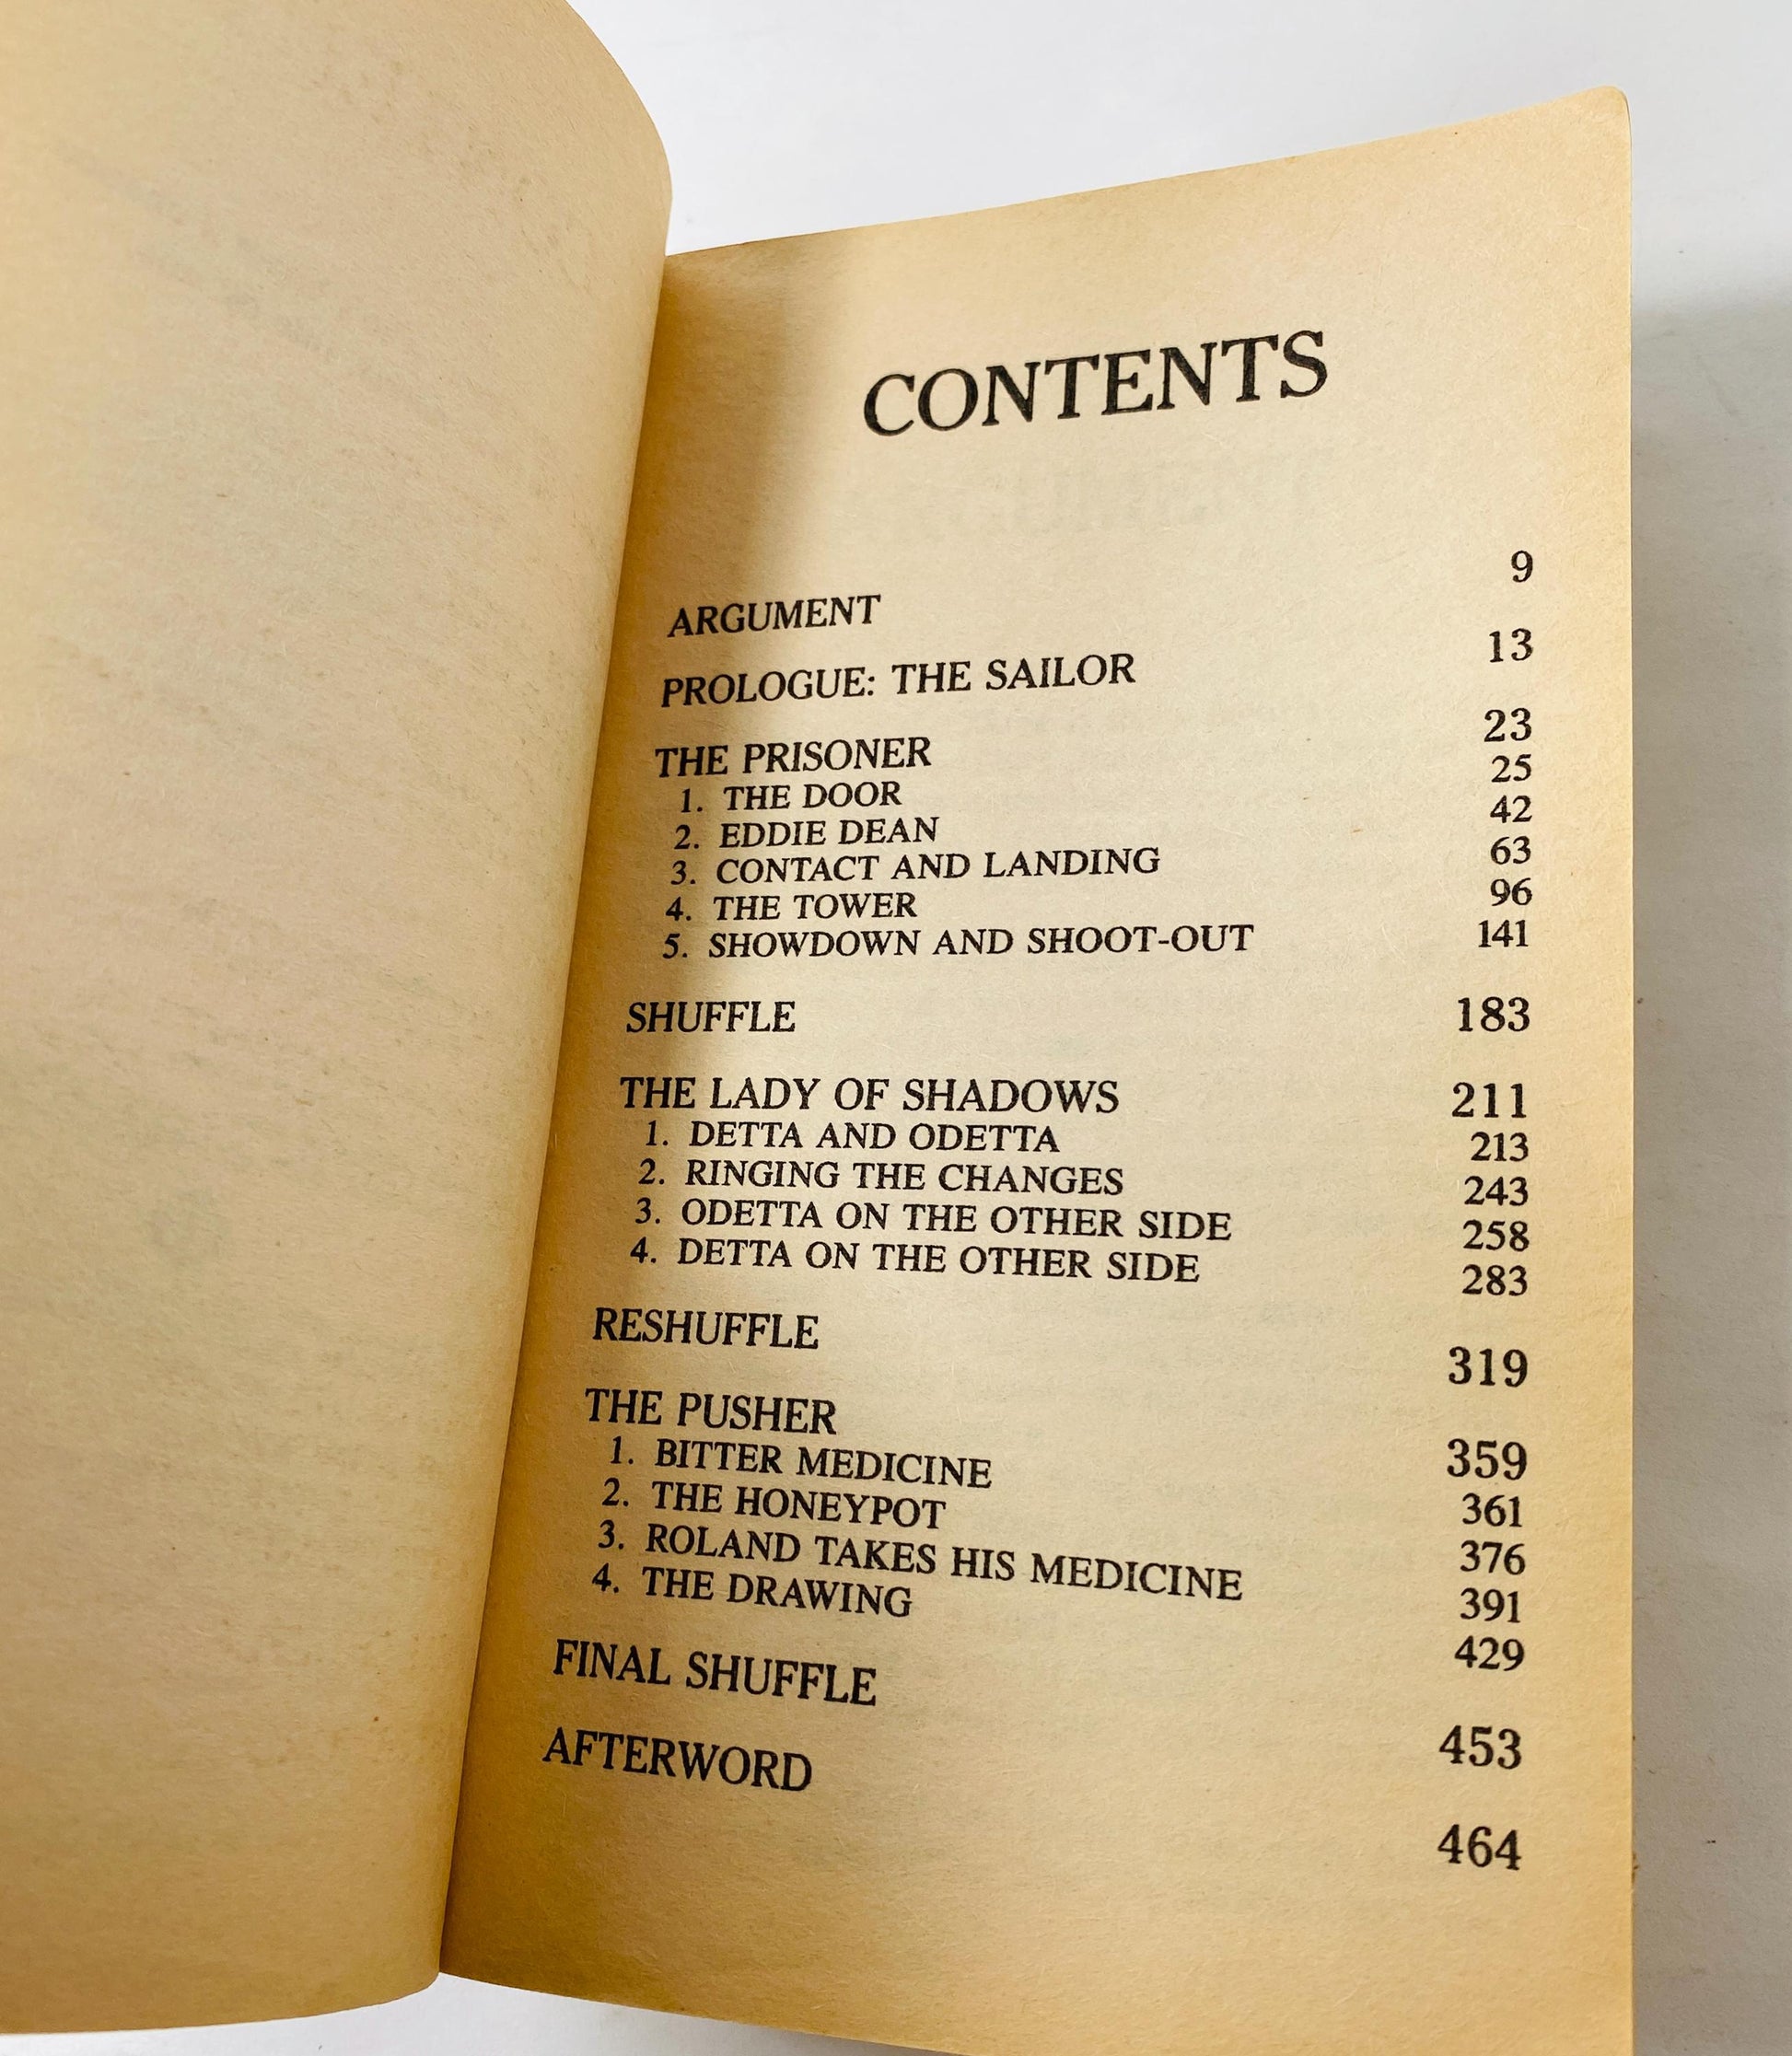 CONTENTS
ARGUMENT 9
PROLOGUE: THE SAILOR 13
THE PRISONER 23
1. THE DOOR 25
2. EDDIE DEAN 42
3. CONTACT AND LANDING 63
4. THE TOWER 96
5. SHOWDOWN AND SHOOT-OUT 141
SHUFFLE 183
THE LADY OF SHADOWS 211
1. DETTA AND ODETTA 213
2. RINGING THE CHANGES 243
3. ODETTA ON THE OTHER SIDE 258
4. DETTA ON THE OTHER SIDE 283
RESHUFFLE 319
THE PUSHER 359
1. BITTER MEDICINE 361
2. THE HONEYPOT 376
3. ROLAND TAKES HIS MEDICINE 391
4. THE DRAWING 429
FINAL SHUFFLE 453
AFTERWORD 464